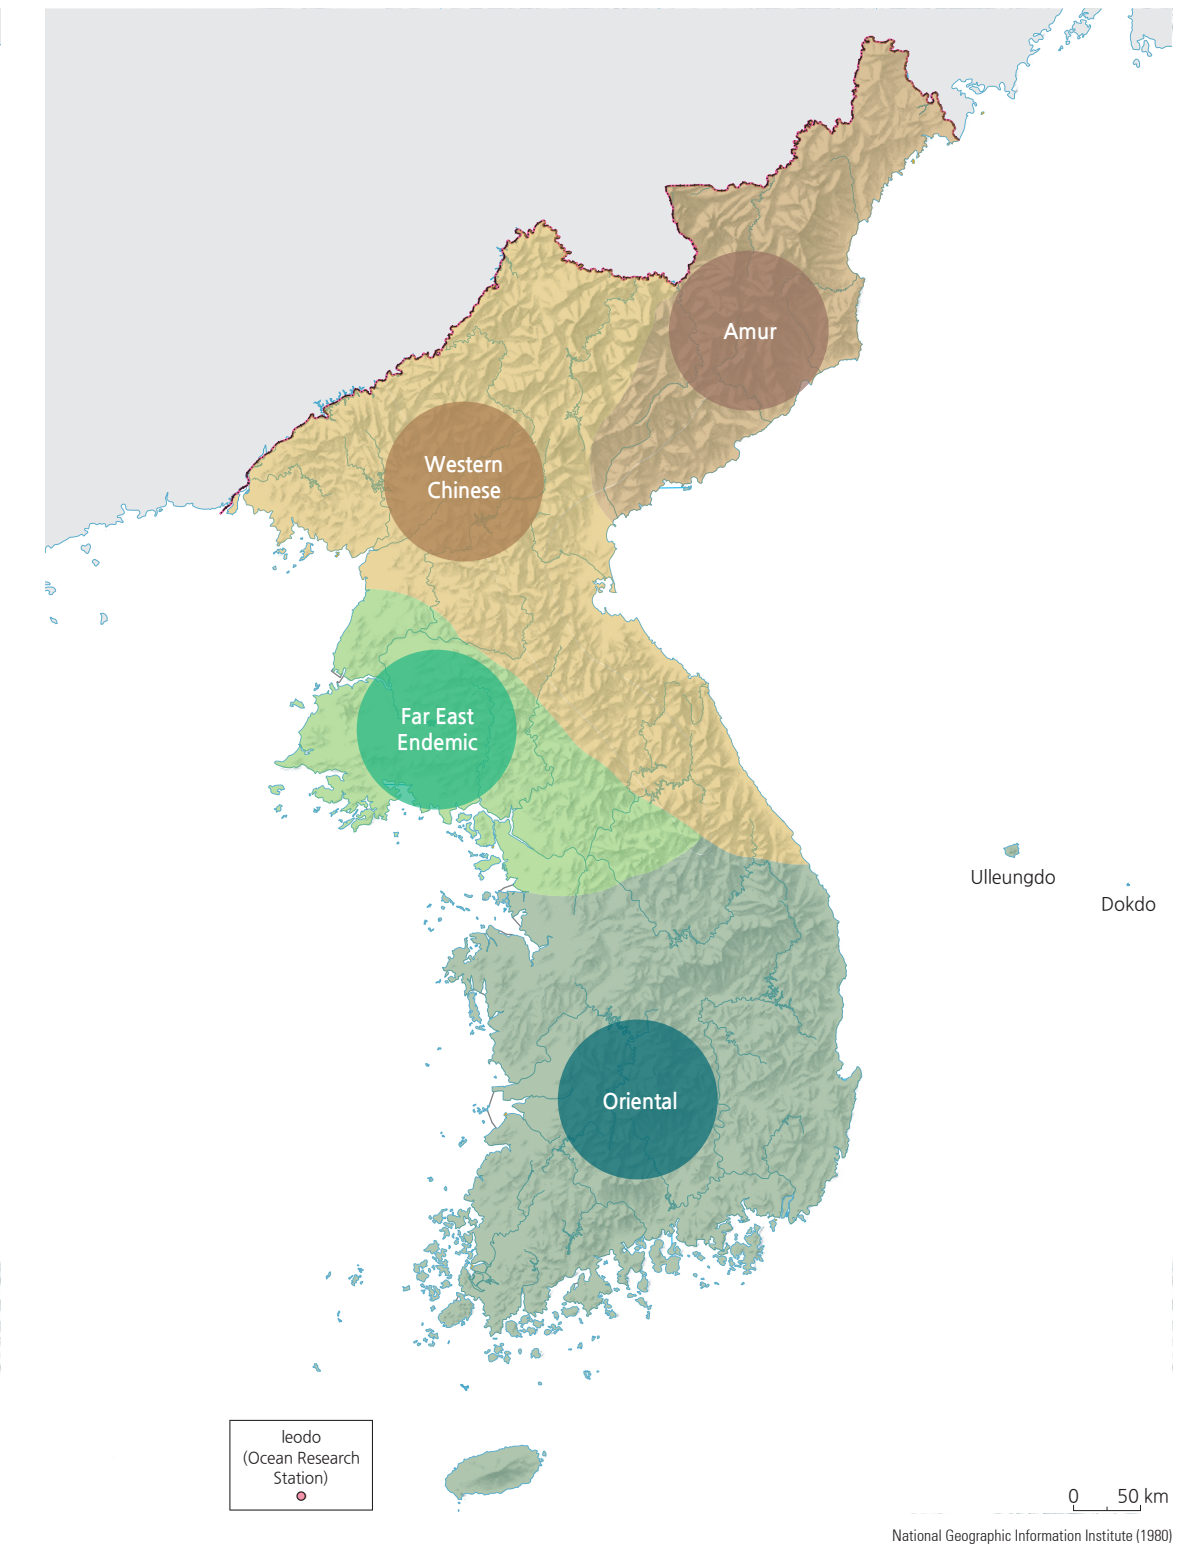 Amur
Western
Chinese
Far East
Endemic
Ulleungdo
Dokdo
Oriental
Ieodo
(Ocean Research
Station)
0 50 km
National Geographic Information Institute (1980)